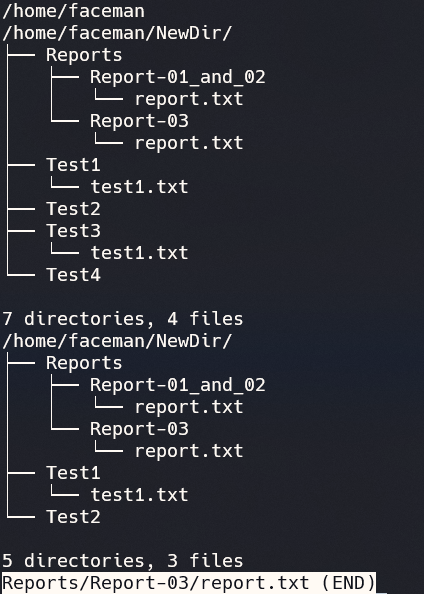 /home/faceman
/home/faceman/NewDir/
├── Reports
│   ├── Report-01_and_02
│   │   └── report.txt
│   └── Report-03
│       └── report.txt
├── Test1
│   └── test1.txt
├── Test2
├── Test3
│   └── test1.txt
└── Test4

7 directories, 4 files
/home/faceman/NewDir/
├── Reports
│   ├── Report-01_and_02
│   │   └── report.txt
│   └── Report-03
│       └── report.txt
├── Test1
│   └── test1.txt
└── Test2

5 directories, 3 files
Reports/Report-03/report.txt (END)